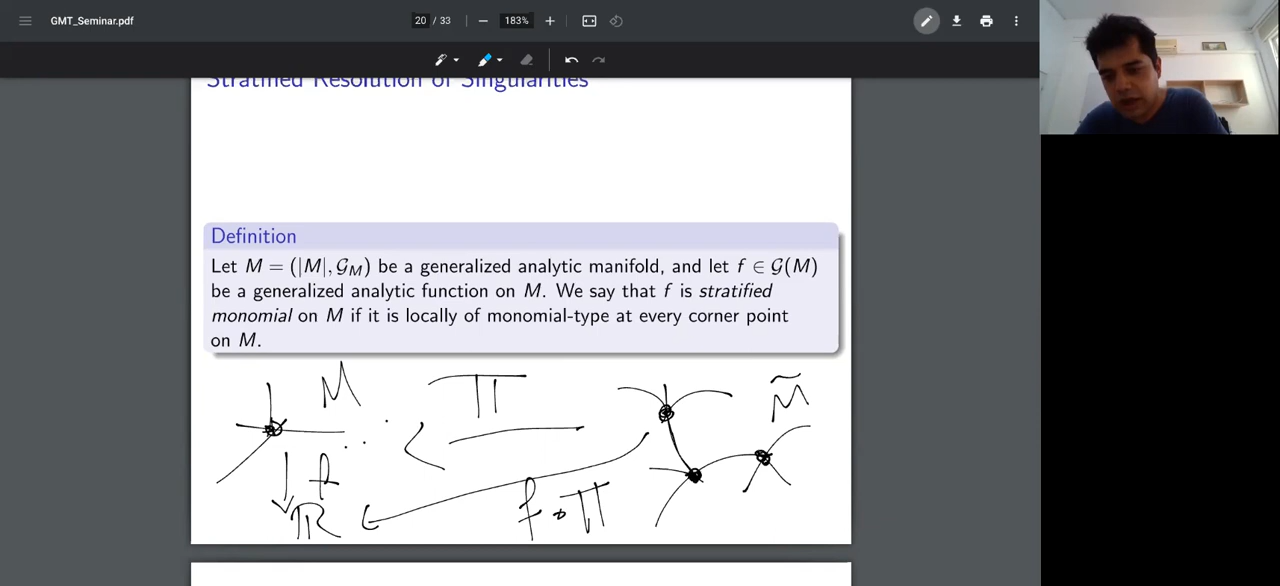 GMT_Seminar.pdf
20 / 33
183%
Stratified Resolution of Singularities
Definition
Let M = (|M|, 𝒢_M) be a generalized analytic manifold, and let f ∈ 𝒢(M)
be a generalized analytic function on M. We say that f is stratified
monomial on M if it is locally of monomial-type at every corner point
on M.
M
π
M̃
f
ℝ
f∘π